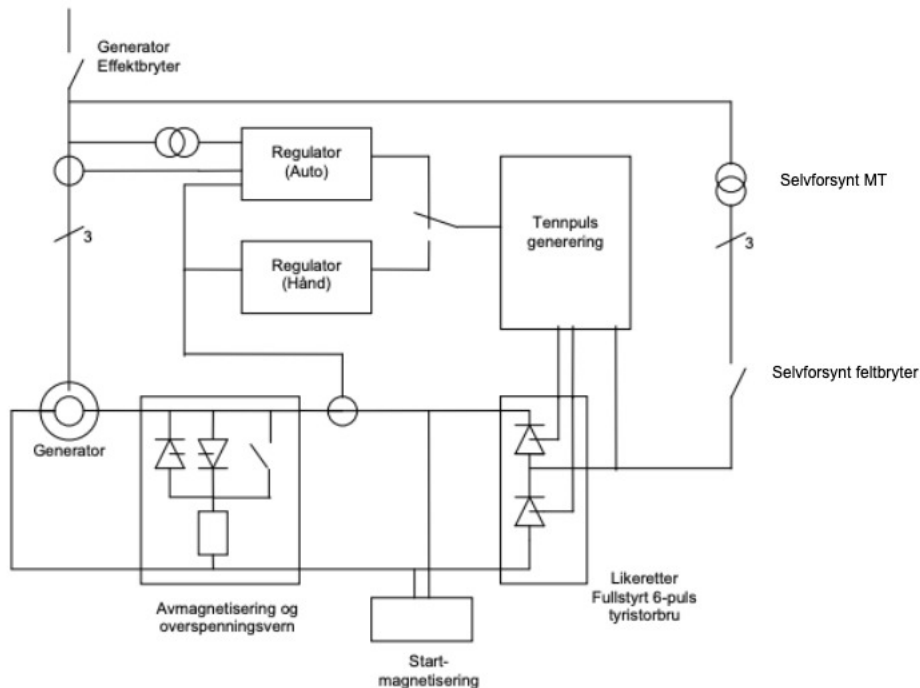 Generator
Effektbryter
Regulator
(Auto)
Tennpuls
generering
Selvforsynt MT
3
3
Regulator
(Hånd)
Selvforsynt feltbryter
Generator
Avmagnetisering og
overspenningsvern
Likeretter
Fullstyrt 6-puls
tyristorbru
Start-
magnetisering